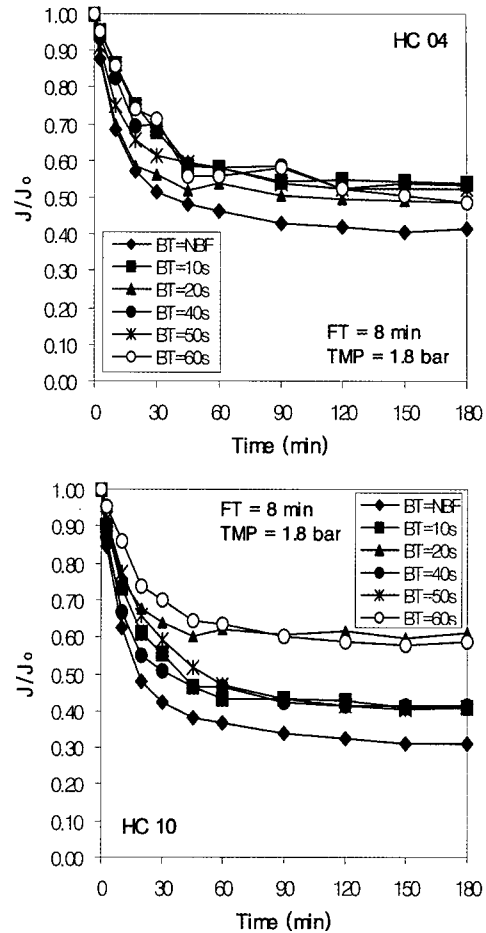 1.00
0.90
0.80
0.70
0.60
0.50
0.40
0.30
0.20
0.10
0.00
J/Jo
HC 04
BT=NBF
BT=10s
BT=20s
BT=40s
BT=50s
BT=60s
FT = 8 min
TMP = 1.8 bar
0 30 60 90 120 150 180
Time (min)
1.00
0.90
0.80
0.70
0.60
0.50
0.40
0.30
0.20
0.10
0.00
J/Jo
FT = 8 min
TMP = 1.8 bar
BT=NBF
BT=10s
BT=20s
BT=40s
BT=50s
BT=60s
HC 10
0 30 60 90 120 150 180
Time (min)